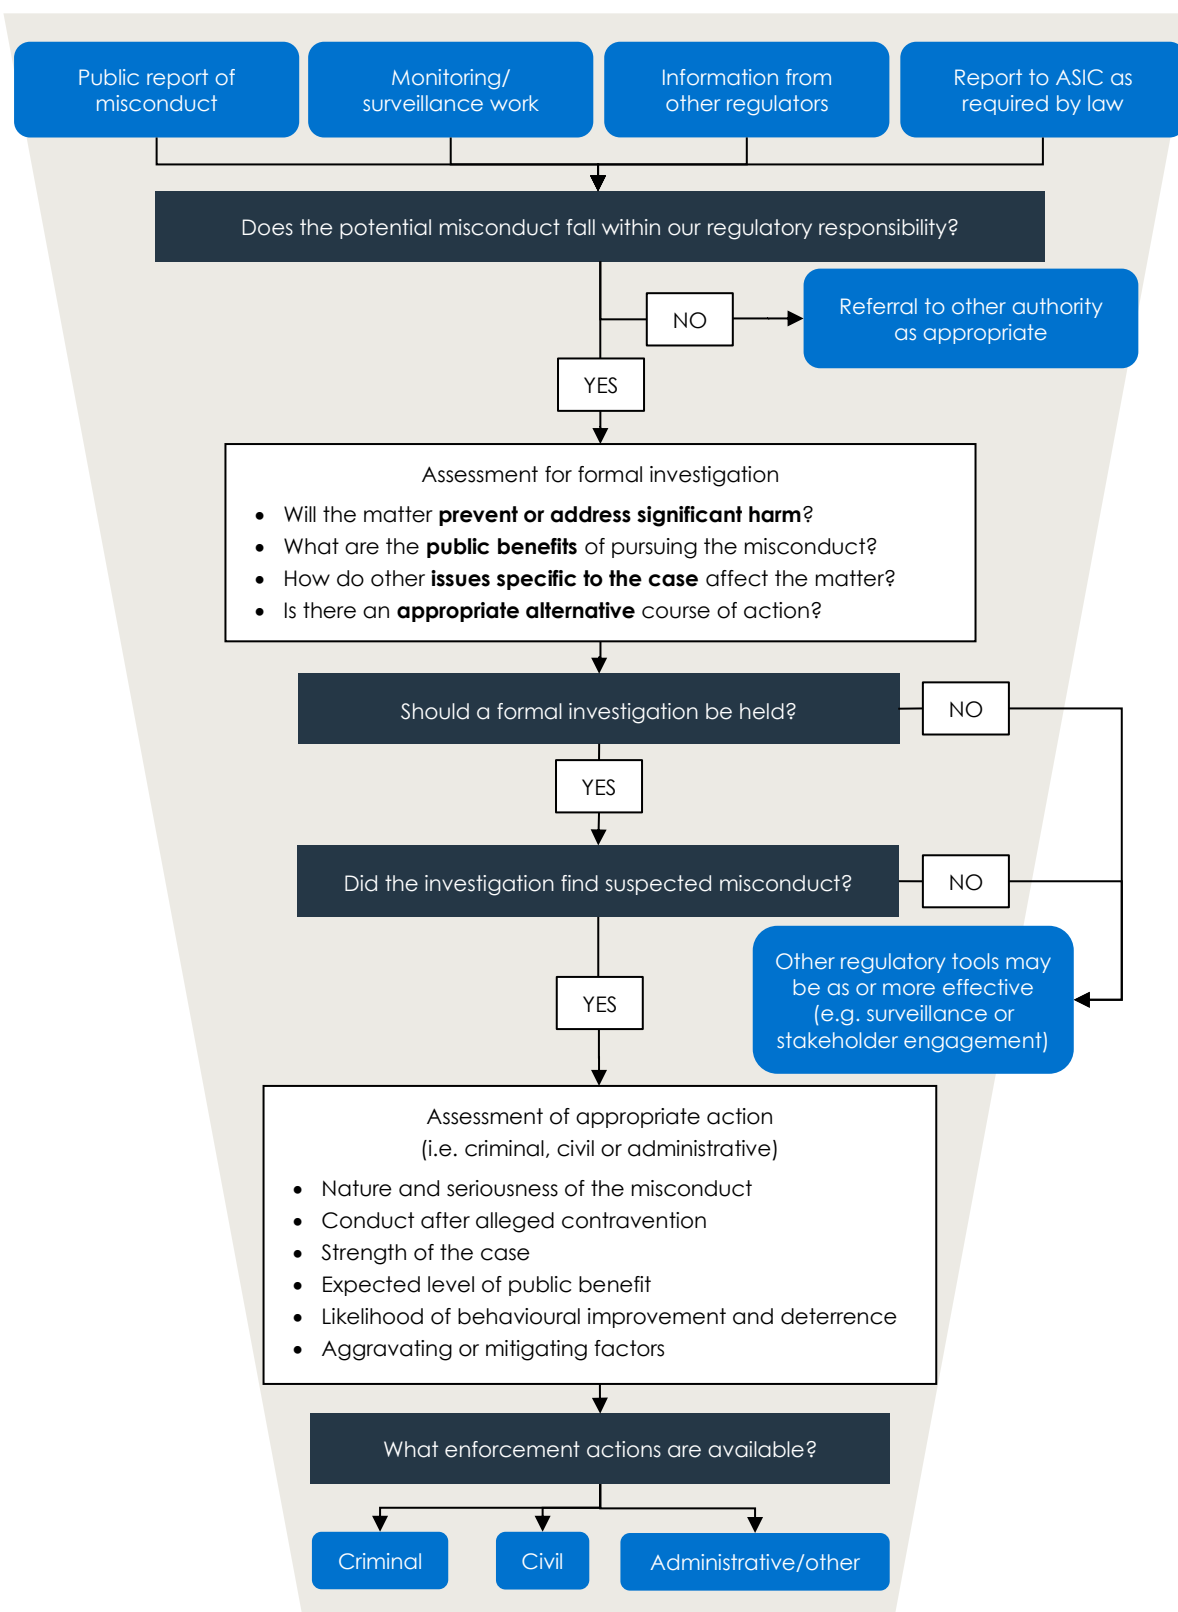 Public report of
misconduct
Monitoring/
surveillance work
Information from
other regulators
Report to ASIC as
required by law
Does the potential misconduct fall within our regulatory responsibility?
NO
Referral to other authority
as appropriate
YES
Assessment for formal investigation
• Will the matter prevent or address significant harm?
• What are the public benefits of pursuing the misconduct?
• How do other issues specific to the case affect the matter?
• Is there an appropriate alternative course of action?
Should a formal investigation be held?
NO
YES
Did the investigation find suspected misconduct?
NO
Other regulatory tools may
be as or more effective
(e.g. surveillance or
stakeholder engagement)
YES
Assessment of appropriate action
(i.e. criminal, civil or administrative)
• Nature and seriousness of the misconduct
• Conduct after alleged contravention
• Strength of the case
• Expected level of public benefit
• Likelihood of behavioural improvement and deterrence
• Aggravating or mitigating factors
What enforcement actions are available?
Criminal
Civil
Administrative/other